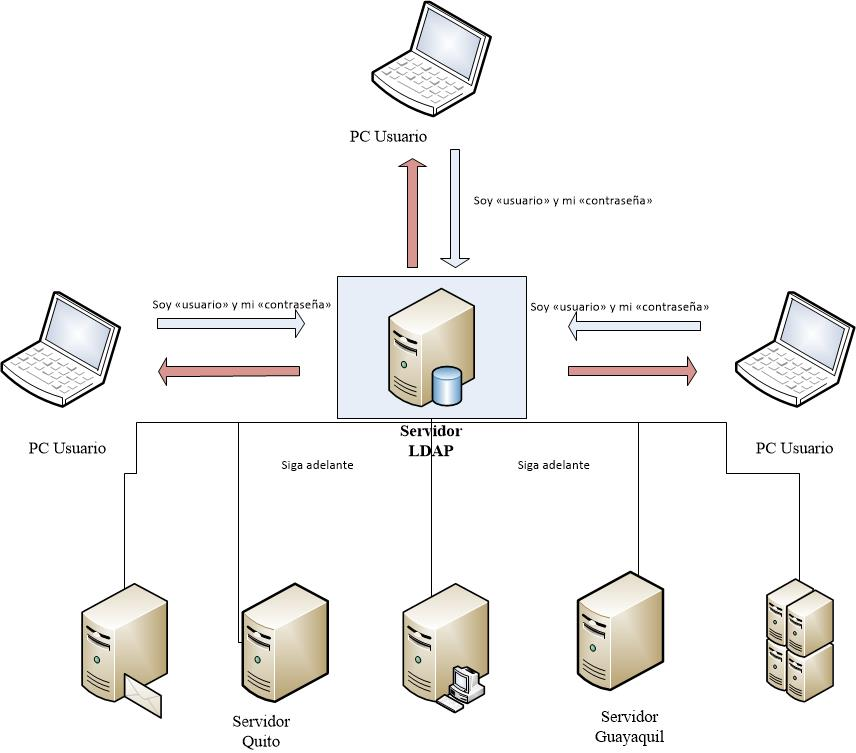 PC Usuario
Soy «usuario» y mi «contraseña»
Soy «usuario» y mi «contraseña»
Soy «usuario» y mi «contraseña»
Servidor
LDAP
PC Usuario
PC Usuario
Siga adelante
Siga adelante
Servidor
Quito
Servidor
Guayaquil